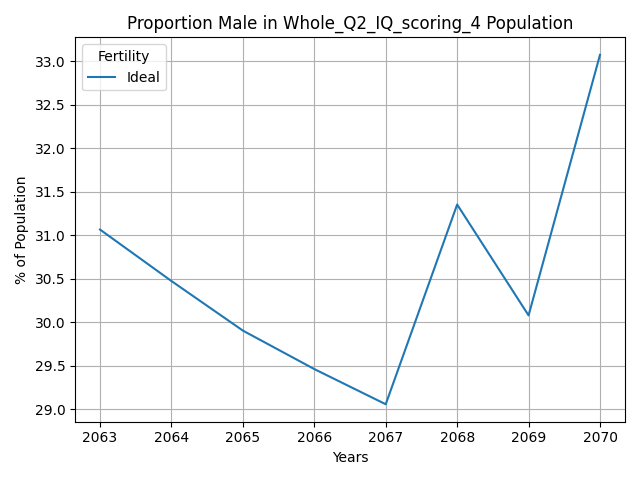 Proportion Male in Whole_Q2_IQ_scoring_4 Population
Fertility
Ideal
% of Population
33.0
32.5
32.0
31.5
31.0
30.5
30.0
29.5
29.0
2063 2064 2065 2066 2067 2068 2069 2070
Years